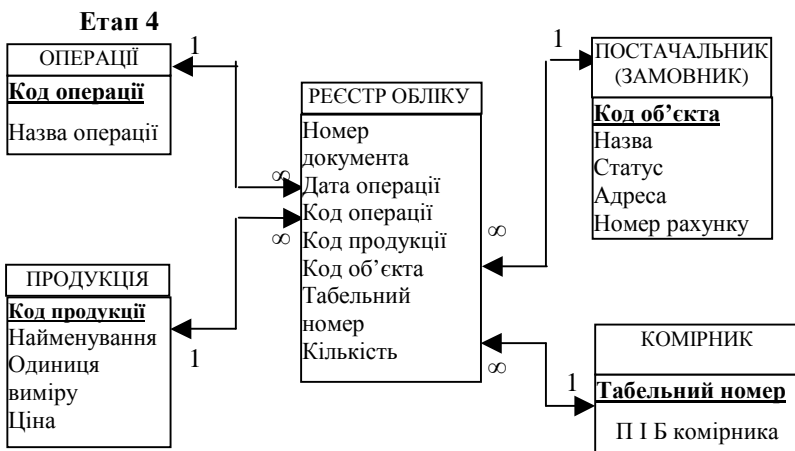 Етап 4
ОПЕРАЦІЇ
Код операції
Назва операції
1
∞
РЕЄСТР ОБЛІКУ
Номер
документа
Дата операції
Код операції
Код продукції
Код об’єкта
Табельний
номер
Кількість
1
∞
ПОСТАЧАЛЬНИК
(ЗАМОВНИК)
Код об’єкта
Назва
Статус
Адреса
Номер рахунку
∞
ПРОДУКЦІЯ
Код продукції
Найменування
Одиниця
виміру
Ціна
1
∞
1
КОМІРНИК
Табельний номер
П І Б комірника